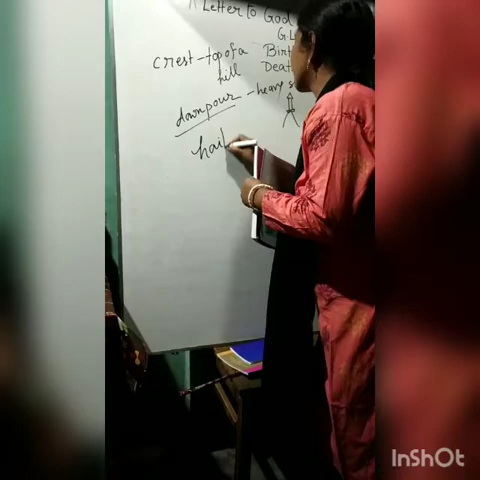 A Letter to God
G.L
crest - top of a hill
Birt
Deat
downpour - heavy s
hail
InShOt